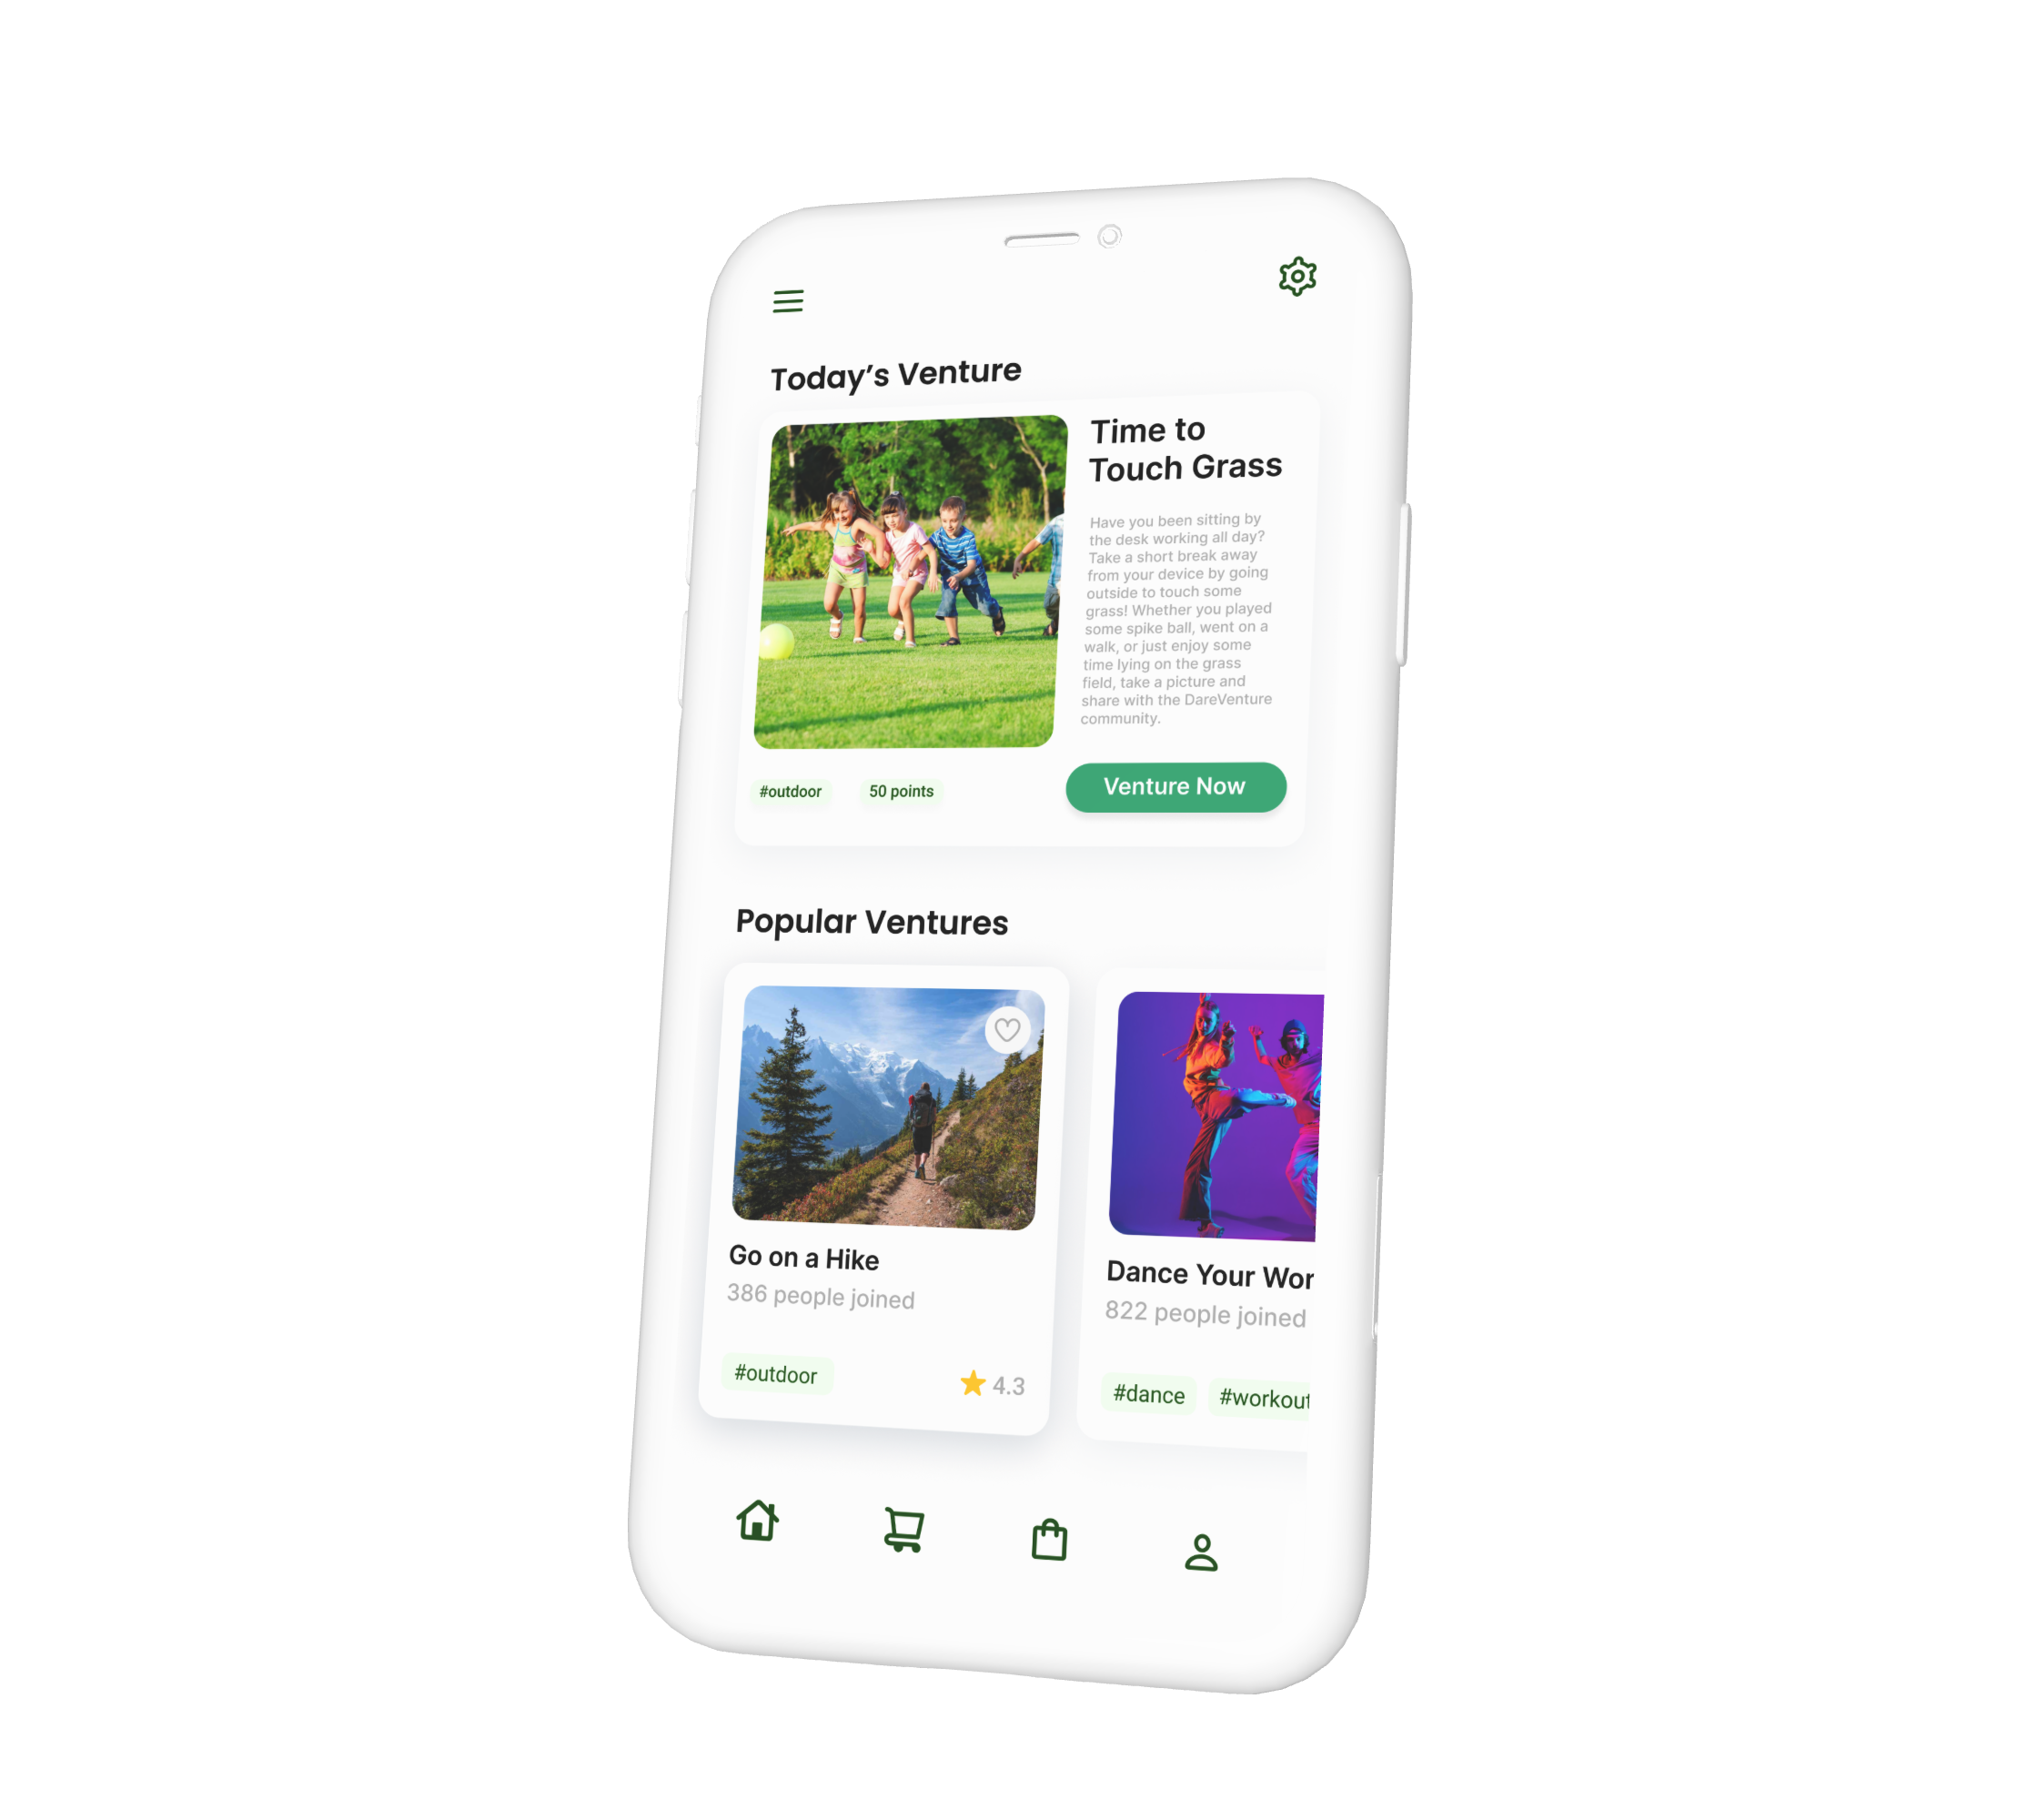 Today's Venture
Time to
Touch Grass
Have you been sitting by
the desk working all day?
Take a short break away
from your device by going
outside to touch some
grass! Whether you played
some spike ball, went on a
walk, or just enjoy some
time lying on the grass
field, take a picture and
share with the DareVenture
community.
#outdoor
50 points
Venture Now
Popular Ventures
Go on a Hike
386 people joined
#outdoor
4.3
Dance Your Wor
822 people joined
#dance
#workout